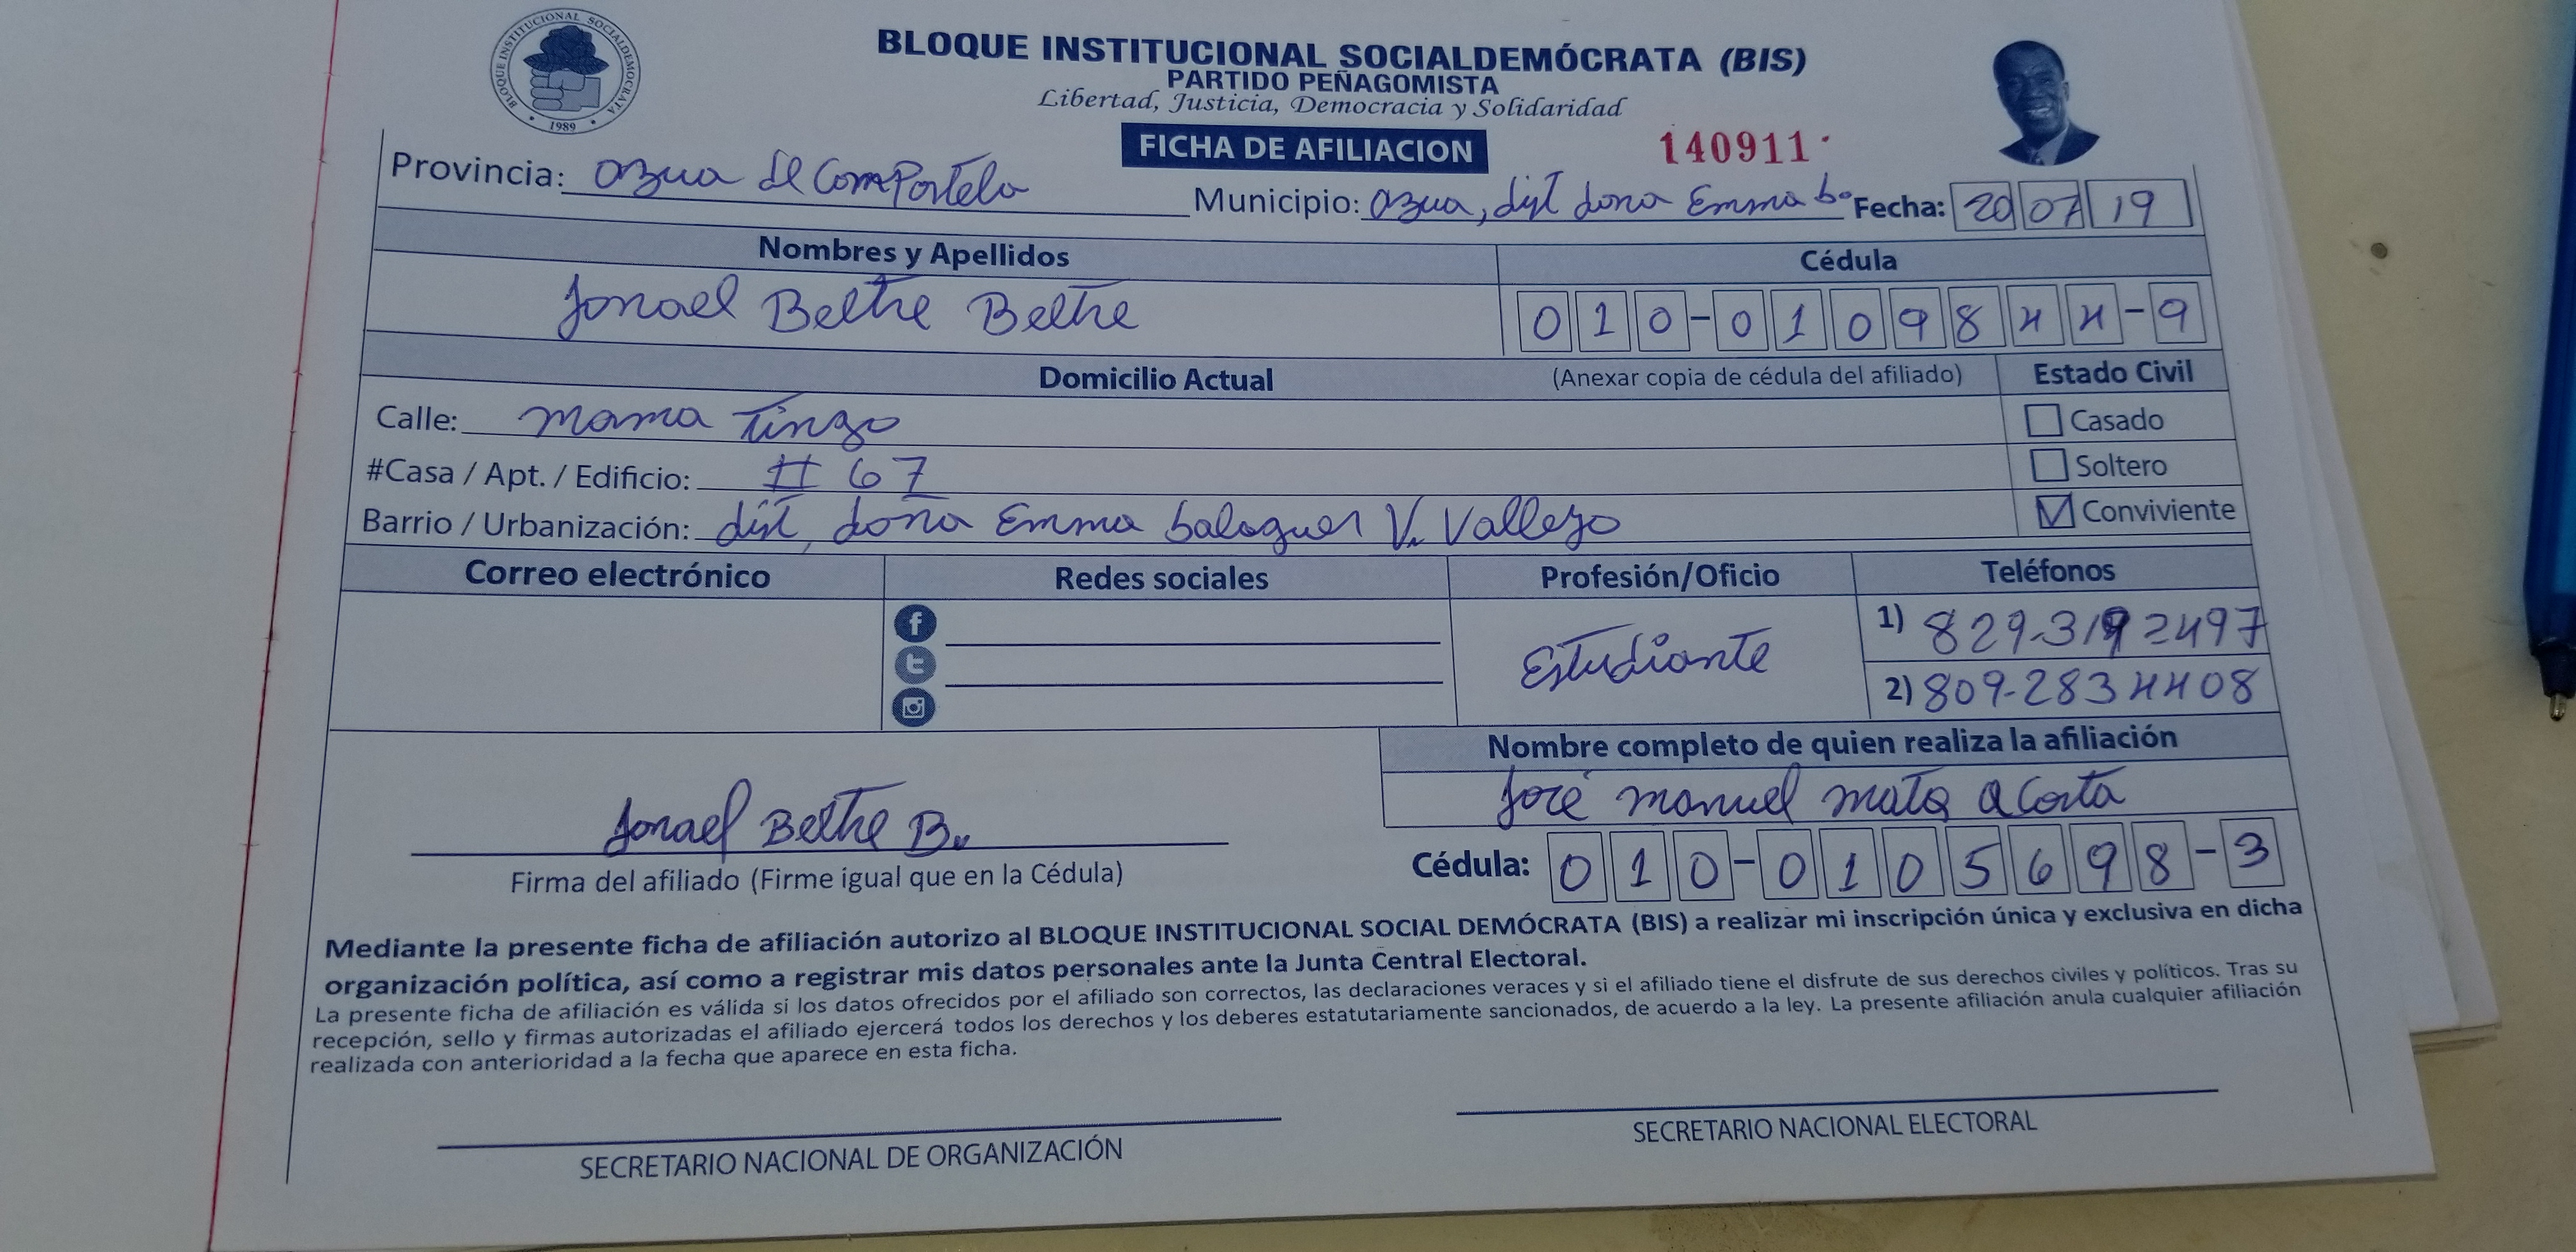 BLOQUE INSTITUCIONAL SOCIALDEMOCRATA
1989
BLOQUE INSTITUCIONAL SOCIALDEMÓCRATA (BIS)
PARTIDO PEÑAGOMISTA
Libertad, Justicia, Democracia y Solidaridad
FICHA DE AFILIACION 140911
Provincia: azua de ComPostela Municipio: azua, dist dona Emma ba Fecha: 20 07 19
Nombres y Apellidos Cédula
Jonael Beltre Beltre 010-0109844-9
Domicilio Actual (Anexar copia de cédula del afiliado) Estado Civil
Calle: mama Tingo Casado
#Casa / Apt. / Edificio: # 67 Soltero
Barrio / Urbanización: dist, dona Emma balaguer V. Vallejo Conviviente
Correo electrónico Redes sociales Profesión/Oficio Teléfonos
Estudiante 1) 829-3192497
2) 809-2834408
Nombre completo de quien realiza la afiliación
José manuel mata acosta
Jonael Beltre B.
Firma del afiliado (Firme igual que en la Cédula) Cédula: 010-0105698-3
Mediante la presente ficha de afiliación autorizo al BLOQUE INSTITUCIONAL SOCIAL DEMÓCRATA (BIS) a realizar mi inscripción única y exclusiva en dicha
organización política, así como a registrar mis datos personales ante la Junta Central Electoral.
La presente ficha de afiliación es válida si los datos ofrecidos por el afiliado son correctos, las declaraciones veraces y si el afiliado tiene el disfrute de sus derechos civiles y políticos. Tras su
recepción, sello y firmas autorizadas el afiliado ejercerá todos los derechos y los deberes estatutariamente sancionados, de acuerdo a la ley. La presente afiliación anula cualquier afiliación
realizada con anterioridad a la fecha que aparece en esta ficha.
SECRETARIO NACIONAL DE ORGANIZACIÓN SECRETARIO NACIONAL ELECTORAL